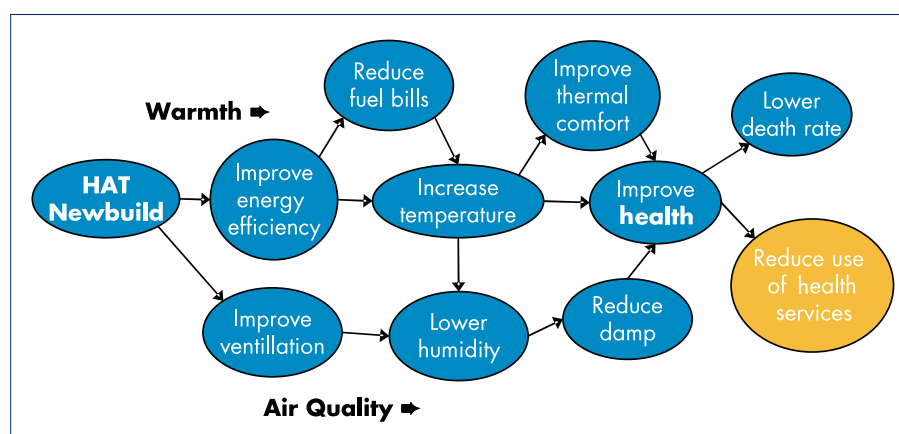 Reduce
fuel bills
Improve
thermal
comfort
Lower
death rate
Warmth ➨
HAT
Newbuild
Improve
energy
efficiency
Increase
temperature
Improve
health
Reduce use
of health
services
Improve
ventillation
Lower
humidity
Reduce
damp
Air Quality ➨